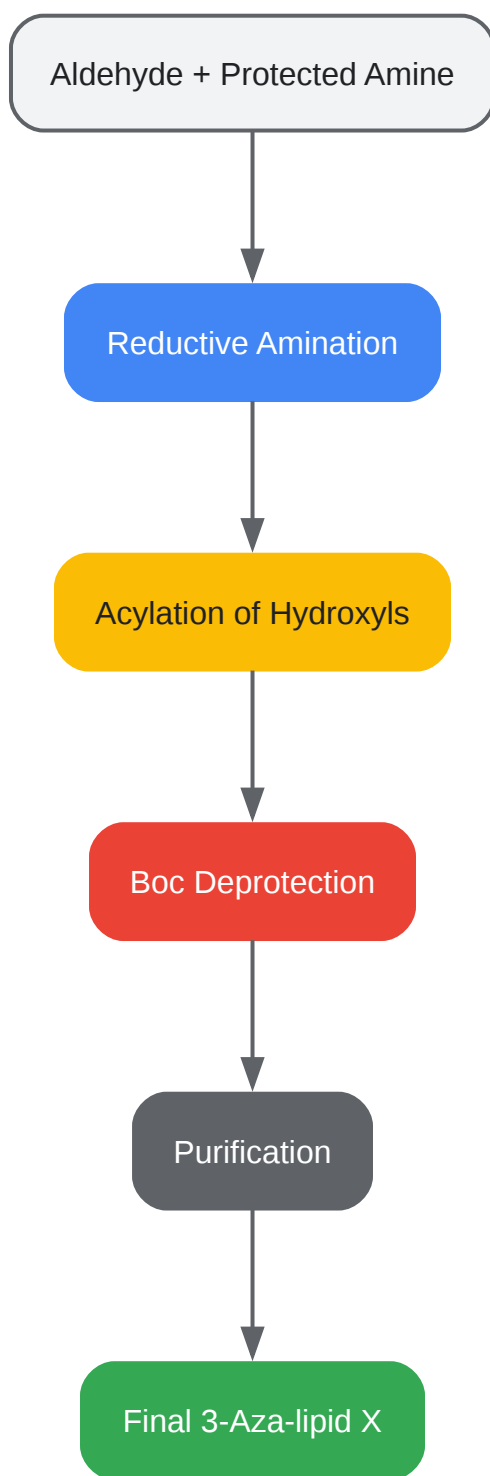 Aldehyde + Protected Amine
Reductive Amination
Acylation of Hydroxyls
Boc Deprotection
Purification
Final 3-Aza-lipid X